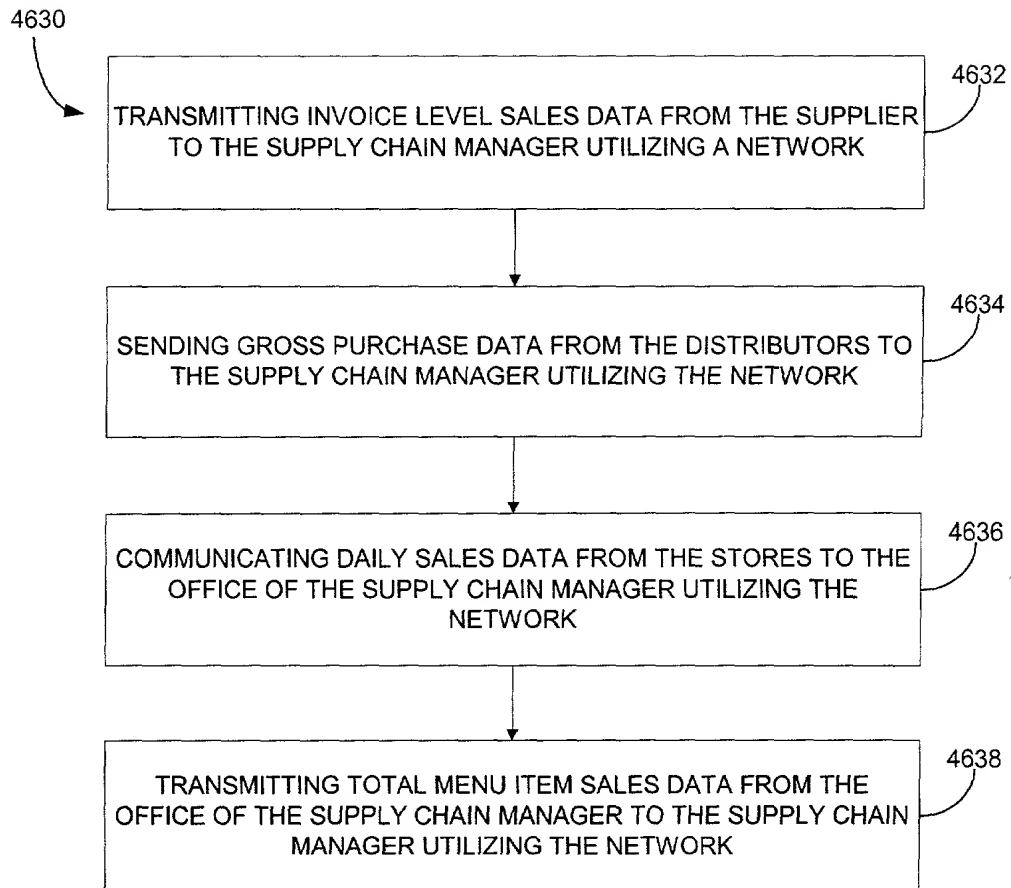 4630
4632
TRANSMITTING INVOICE LEVEL SALES DATA FROM THE SUPPLIER
TO THE SUPPLY CHAIN MANAGER UTILIZING A NETWORK
4634
SENDING GROSS PURCHASE DATA FROM THE DISTRIBUTORS TO
THE SUPPLY CHAIN MANAGER UTILIZING THE NETWORK
4636
COMMUNICATING DAILY SALES DATA FROM THE STORES TO THE
OFFICE OF THE SUPPLY CHAIN MANAGER UTILIZING THE
NETWORK
4638
TRANSMITTING TOTAL MENU ITEM SALES DATA FROM THE
OFFICE OF THE SUPPLY CHAIN MANAGER TO THE SUPPLY CHAIN
MANAGER UTILIZING THE NETWORK